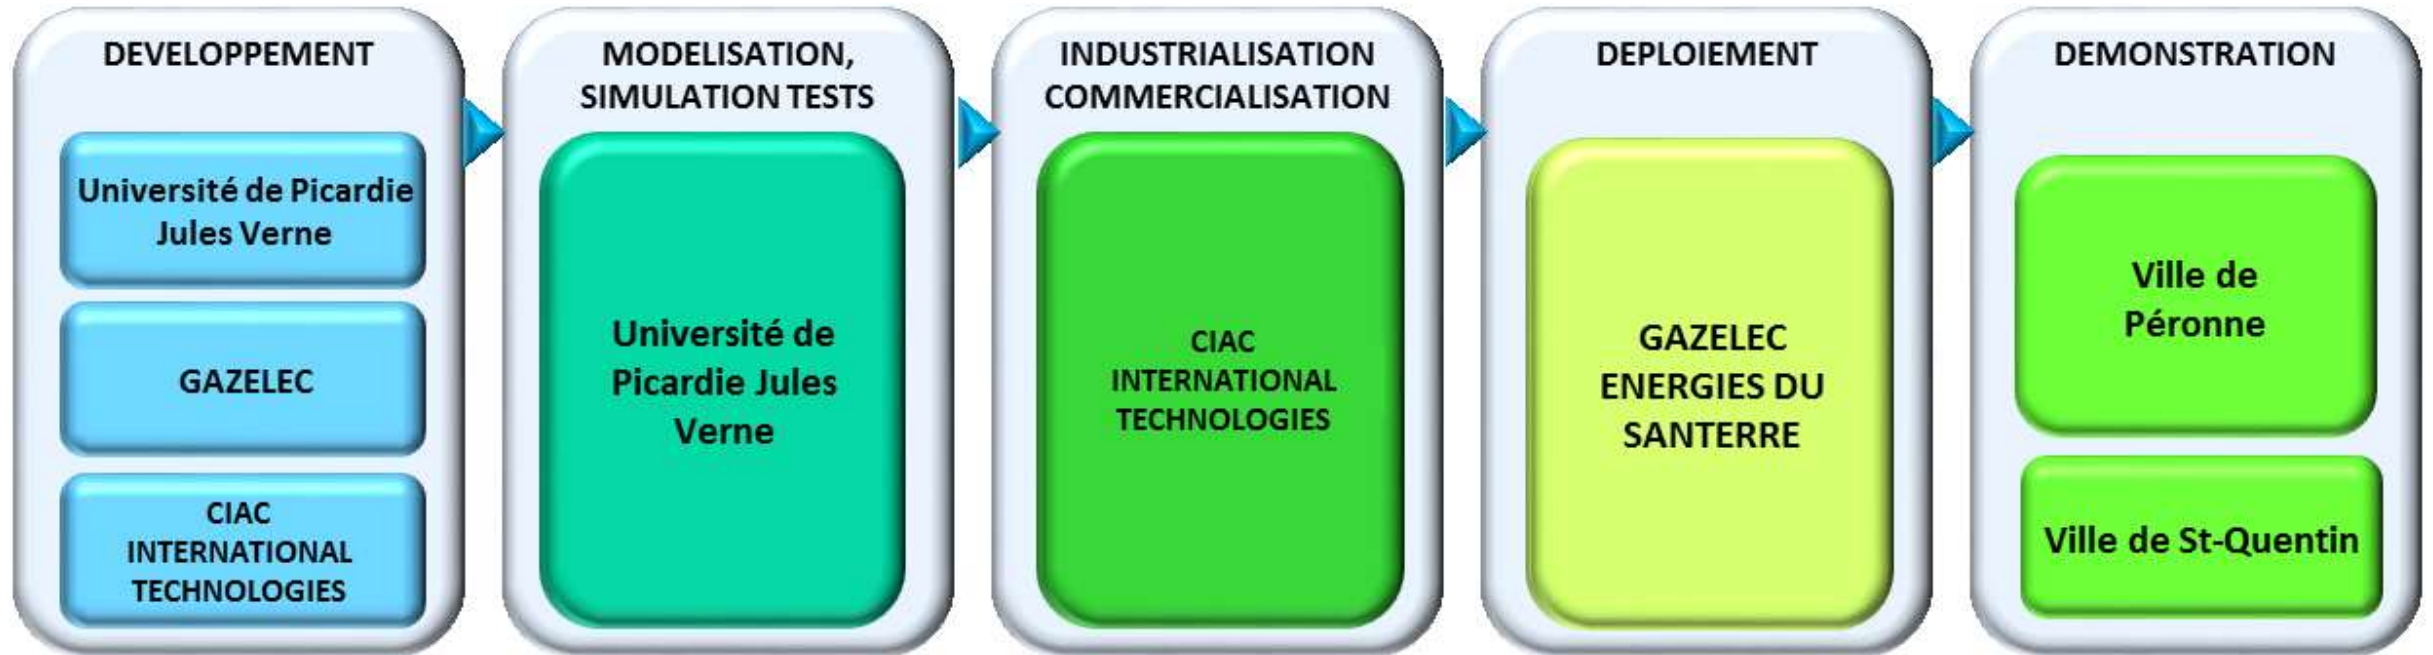 DEVELOPPEMENT
Université de Picardie
Jules Verne
GAZELEC
CIAC
INTERNATIONAL
TECHNOLOGIES
MODELISATION,
SIMULATION TESTS
Université de
Picardie Jules
Verne
INDUSTRIALISATION
COMMERCIALISATION
CIAC
INTERNATIONAL
TECHNOLOGIES
DEPLOIEMENT
GAZELEC
ENERGIES DU
SANTERRE
DEMONSTRATION
Ville de
Péronne
Ville de St-Quentin